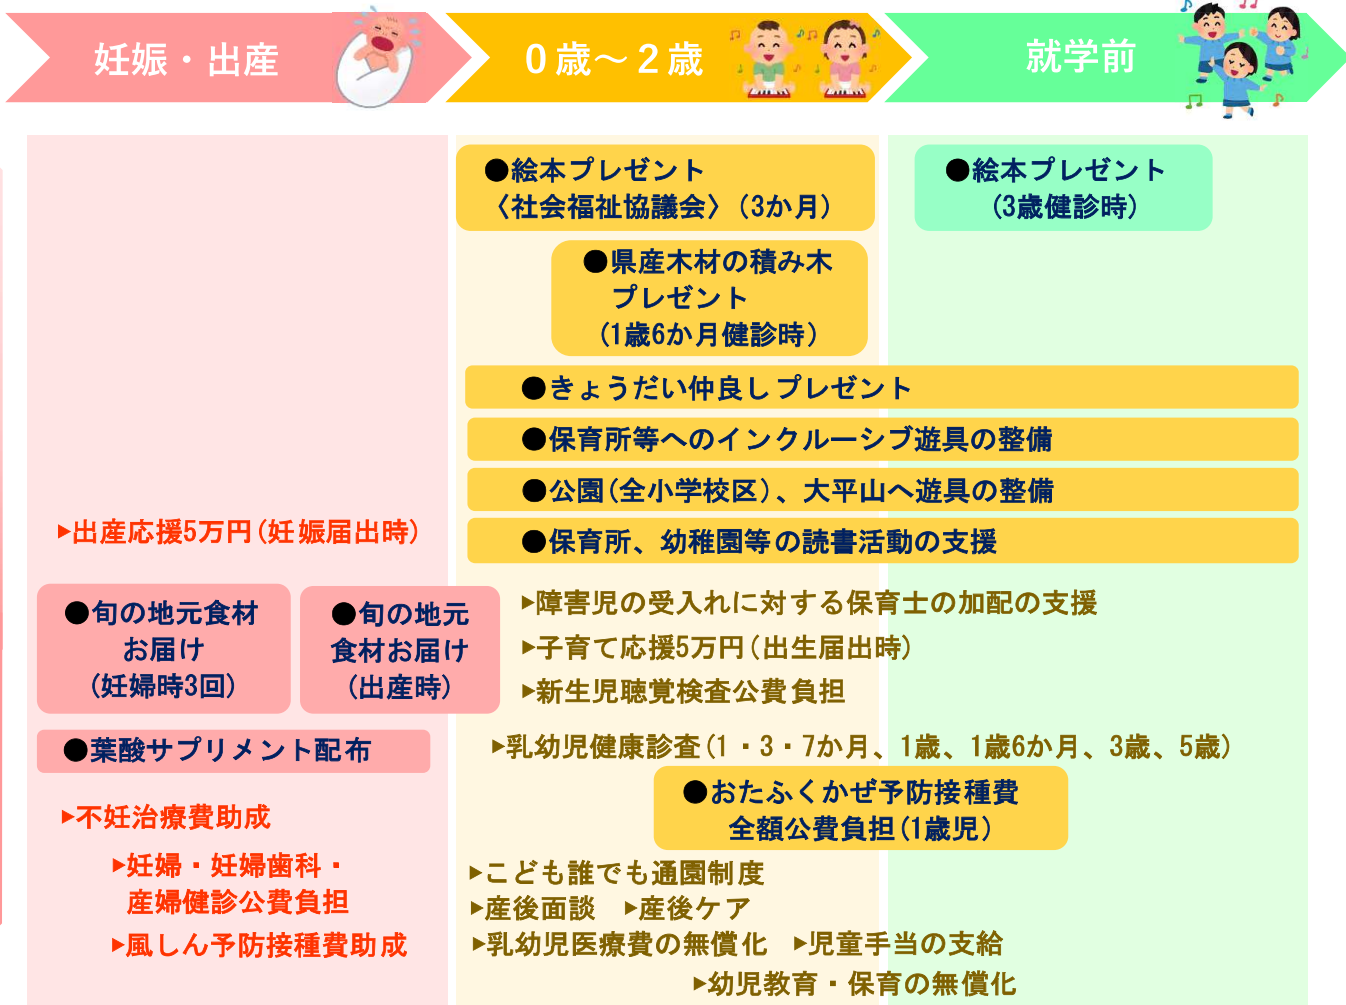 妊娠・出産
０歳～２歳
就学前
●絵本プレゼント
〈社会福祉協議会〉(3か月)
●絵本プレゼント
(3歳健診時)
●県産木材の積み木
プレゼント
(1歳6か月健診時)
●きょうだい仲良しプレゼント
●保育所等へのインクルーシブ遊具の整備
●公園(全小学校区)、大平山へ遊具の整備
●保育所、幼稚園等の読書活動の支援
▶出産応援5万円(妊娠届出時)
●旬の地元食材
お届け
(妊婦時3回)
●旬の地元
食材お届け
(出産時)
●葉酸サプリメント配布
▶不妊治療費助成
▶妊婦・妊婦歯科・
産婦健診公費負担
▶風しん予防接種費助成
▶障害児の受入れに対する保育士の加配の支援
▶子育て応援5万円(出生届出時)
▶新生児聴覚検査公費負担
▶乳幼児健康診査(1・3・7か月、1歳、1歳6か月、3歳、5歳)
●おたふくかぜ予防接種費
全額公費負担(1歳児)
▶こども誰でも通園制度
▶産後面談 ▶産後ケア
▶乳幼児医療費の無償化 ▶児童手当の支給
▶幼児教育・保育の無償化